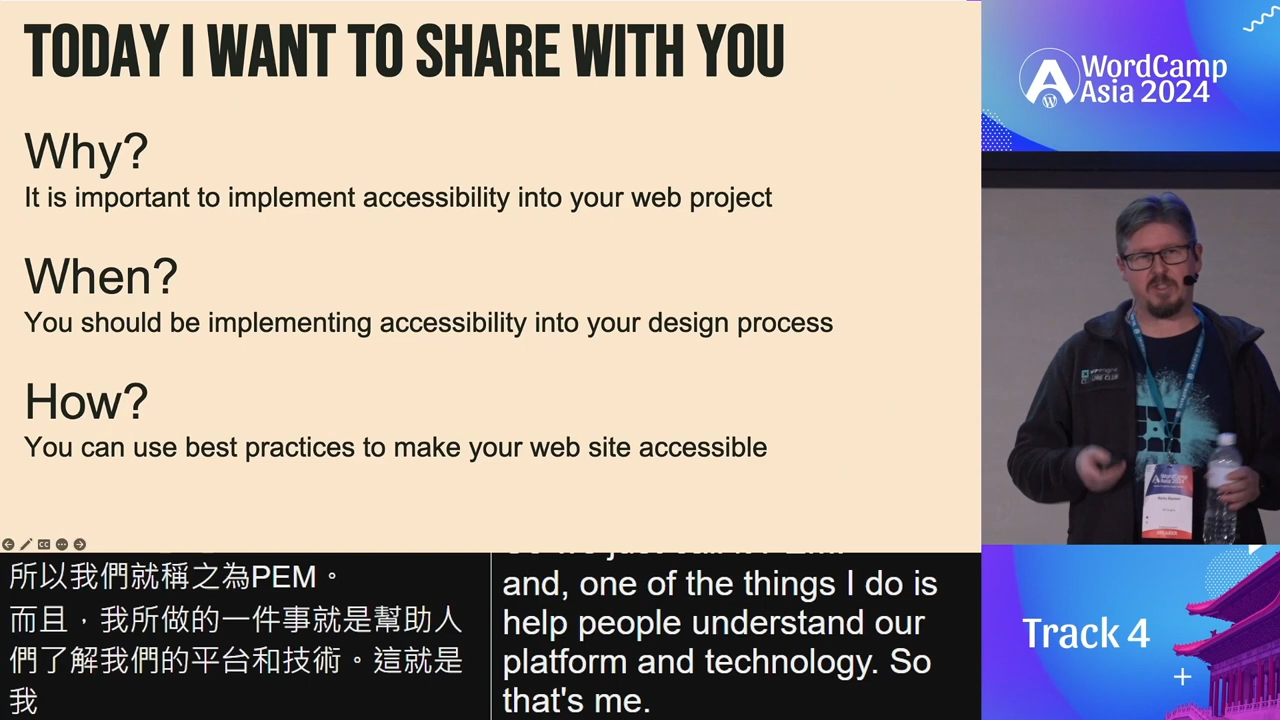 TODAY I WANT TO SHARE WITH YOU
Why?
It is important to implement accessibility into your web project
When?
You should be implementing accessibility into your design process
How?
You can use best practices to make your web site accessible
WordCamp
Asia 2024
WordCamp
Asia 2024
所以我們就稱之為PEM。
而且，我所做的一件事就是幫助人
們了解我們的平台和技術。這就是
我
and, one of the things I do is
help people understand our
platform and technology. So
that's me.
Track 4